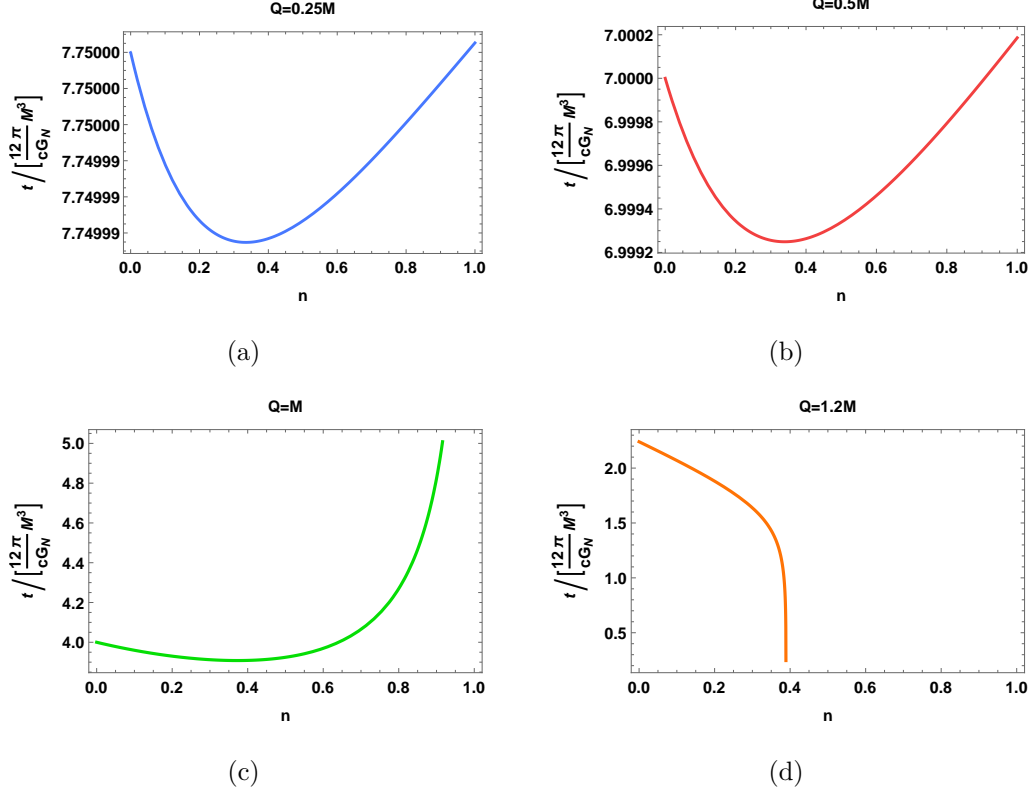 Q=0.25M
7.75000
7.75000
7.75000
7.74999
7.74999
7.74999
t / [12 π / cG_N M^3]
0.0 0.2 0.4 0.6 0.8 1.0
n
(a)
Q=0.5M
7.0002
7.0000
6.9998
6.9996
6.9994
6.9992
t / [12 π / cG_N M^3]
0.0 0.2 0.4 0.6 0.8 1.0
n
(b)
Q=M
5.0
4.8
4.6
4.4
4.2
4.0
t / [12 π / cG_N M^3]
0.0 0.2 0.4 0.6 0.8 1.0
n
(c)
Q=1.2M
2.0
1.5
1.0
0.5
t / [12 π / cG_N M^3]
0.0 0.2 0.4 0.6 0.8 1.0
n
(d)